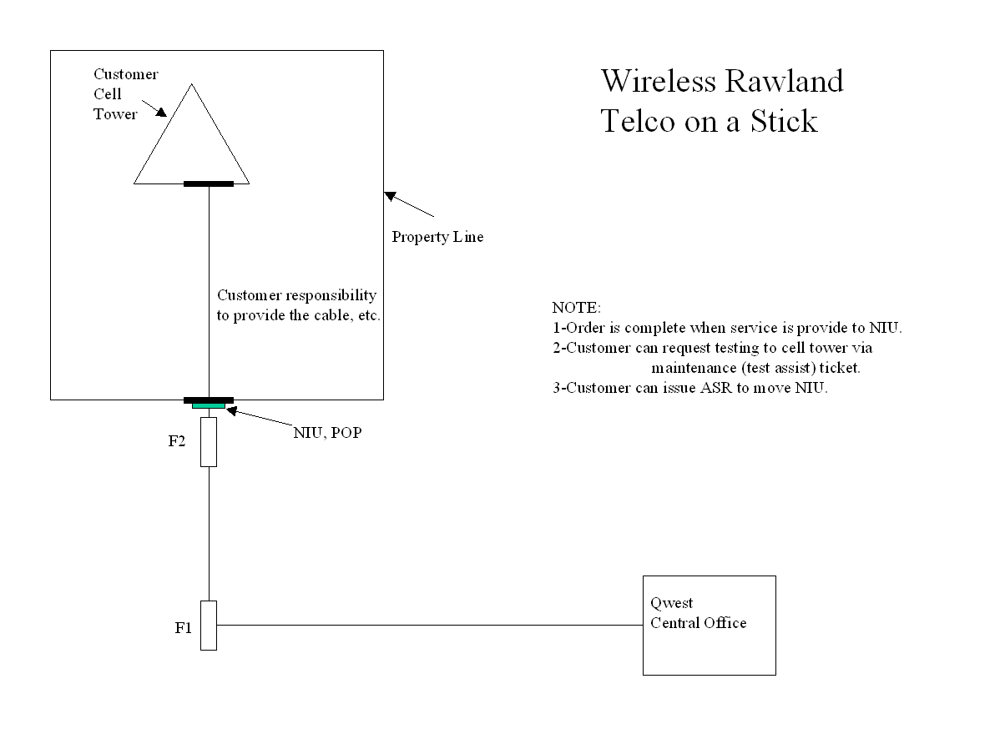 Wireless Rawland
Telco on a Stick
Customer
Cell
Tower
Property Line
Customer responsibility
to provide the cable, etc.
NOTE:
1-Order is complete when service is provide to NIU.
2-Customer can request testing to cell tower via
maintenance (test assist) ticket.
3-Customer can issue ASR to move NIU.
NIU, POP
F2
F1
Qwest
Central Office